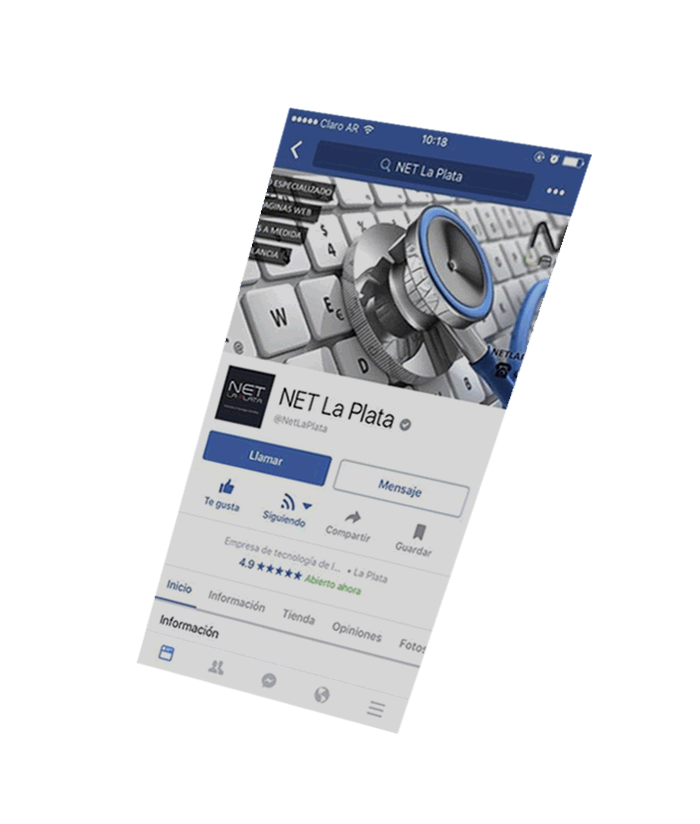 Claro AR
10:18
NET La Plata
ESPECIALIZADO
WEB
A MEDIDA
$
4
W
E
€
D
8
NET
LA PLATA
NET La Plata
@NetLaPlata
Llamar
Mensaje
Te gusta
Siguiendo
Compartir
Guardar
Empresa de tecnología de l... • La Plata
4.9 ★★★★★ Abierto ahora
Inicio
Información
Tienda
Opiniones
Fotos
Información